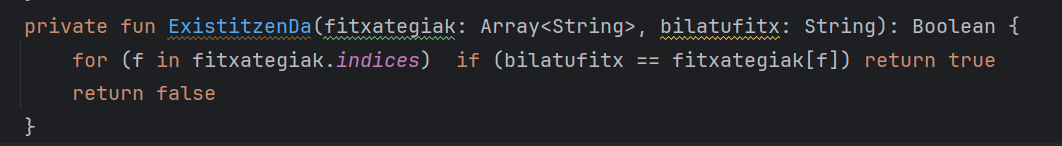 private fun ExistitzenDa(fitxategiak: Array<String>, bilatufitx: String): Boolean {
    for (f in fitxategiak.indices)  if (bilatufitx == fitxategiak[f]) return true
    return false
}